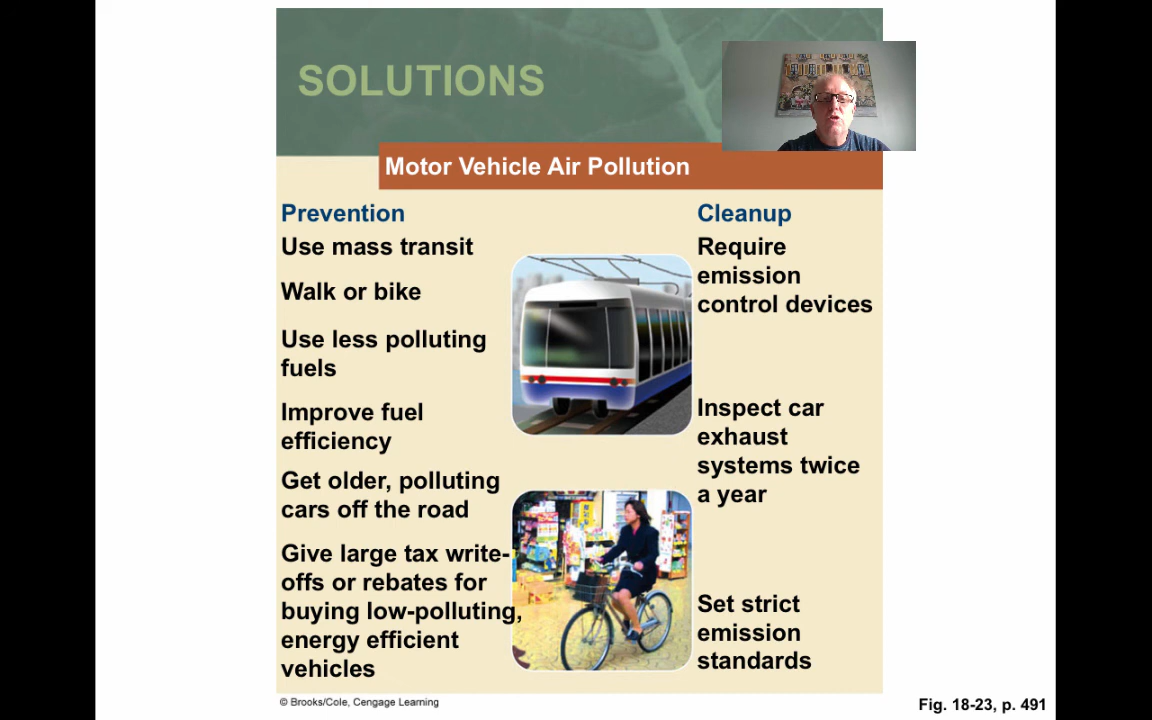 SOLUTIONS
Motor Vehicle Air Pollution
Prevention
Use mass transit
Walk or bike
Use less polluting
fuels
Improve fuel
efficiency
Get older, polluting
cars off the road
Give large tax write-
offs or rebates for
buying low-polluting,
energy efficient
vehicles
Cleanup
Require
emission
control devices
Inspect car
exhaust
systems twice
a year
Set strict
emission
standards
© Brooks/Cole, Cengage Learning
Fig. 18-23, p. 491